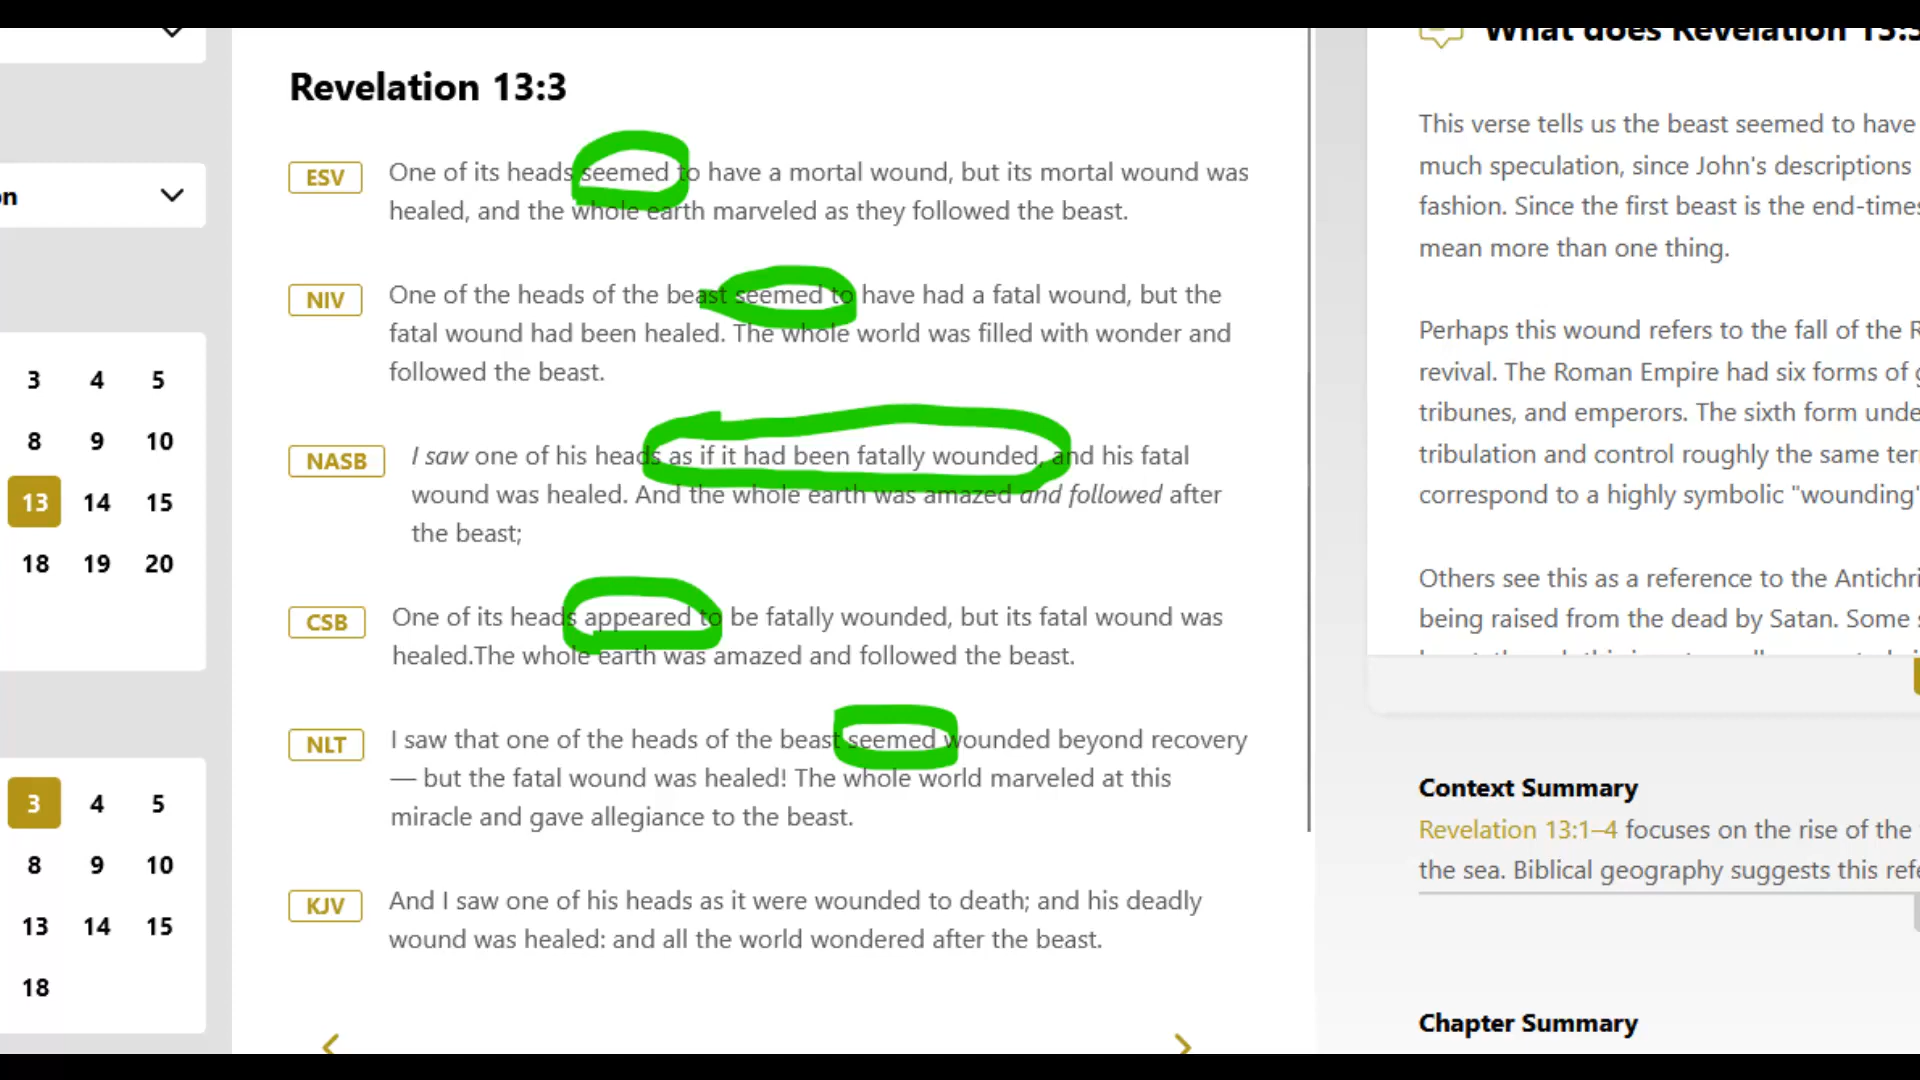 on
3 4 5
8 9 10
13 14 15
18 19 20
3 4 5
8 9 10
13 14 15
18
Revelation 13:3
ESV One of its heads seemed to have a mortal wound, but its mortal wound was
healed, and the whole earth marveled as they followed the beast.
NIV One of the heads of the beast seemed to have had a fatal wound, but the
fatal wound had been healed. The whole world was filled with wonder and
followed the beast.
NASB I saw one of his heads as if it had been fatally wounded, and his fatal
wound was healed. And the whole earth was amazed and followed after
the beast;
CSB One of its heads appeared to be fatally wounded, but its fatal wound was
healed.The whole earth was amazed and followed the beast.
NLT I saw that one of the heads of the beast seemed wounded beyond recovery
— but the fatal wound was healed! The whole world marveled at this
miracle and gave allegiance to the beast.
KJV And I saw one of his heads as it were wounded to death; and his deadly
wound was healed: and all the world wondered after the beast.
What does Revelation 13:3
This verse tells us the beast seemed to have
much speculation, since John's descriptions
fashion. Since the first beast is the end-times
mean more than one thing.
Perhaps this wound refers to the fall of the R
revival. The Roman Empire had six forms of g
tribunes, and emperors. The sixth form unde
tribulation and control roughly the same terr
correspond to a highly symbolic "wounding"
Others see this as a reference to the Antichri
being raised from the dead by Satan. Some s
Context Summary
Revelation 13:1–4 focuses on the rise of the
the sea. Biblical geography suggests this refe
Chapter Summary